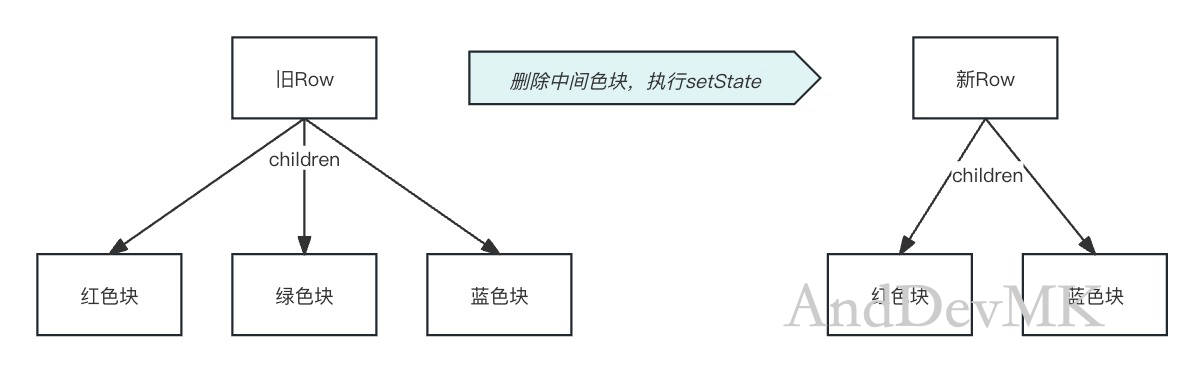 旧Row
删除中间色块，执行setState
新Row
children
children
红色块
绿色块
蓝色块
红色块
蓝色块
AndDevMK